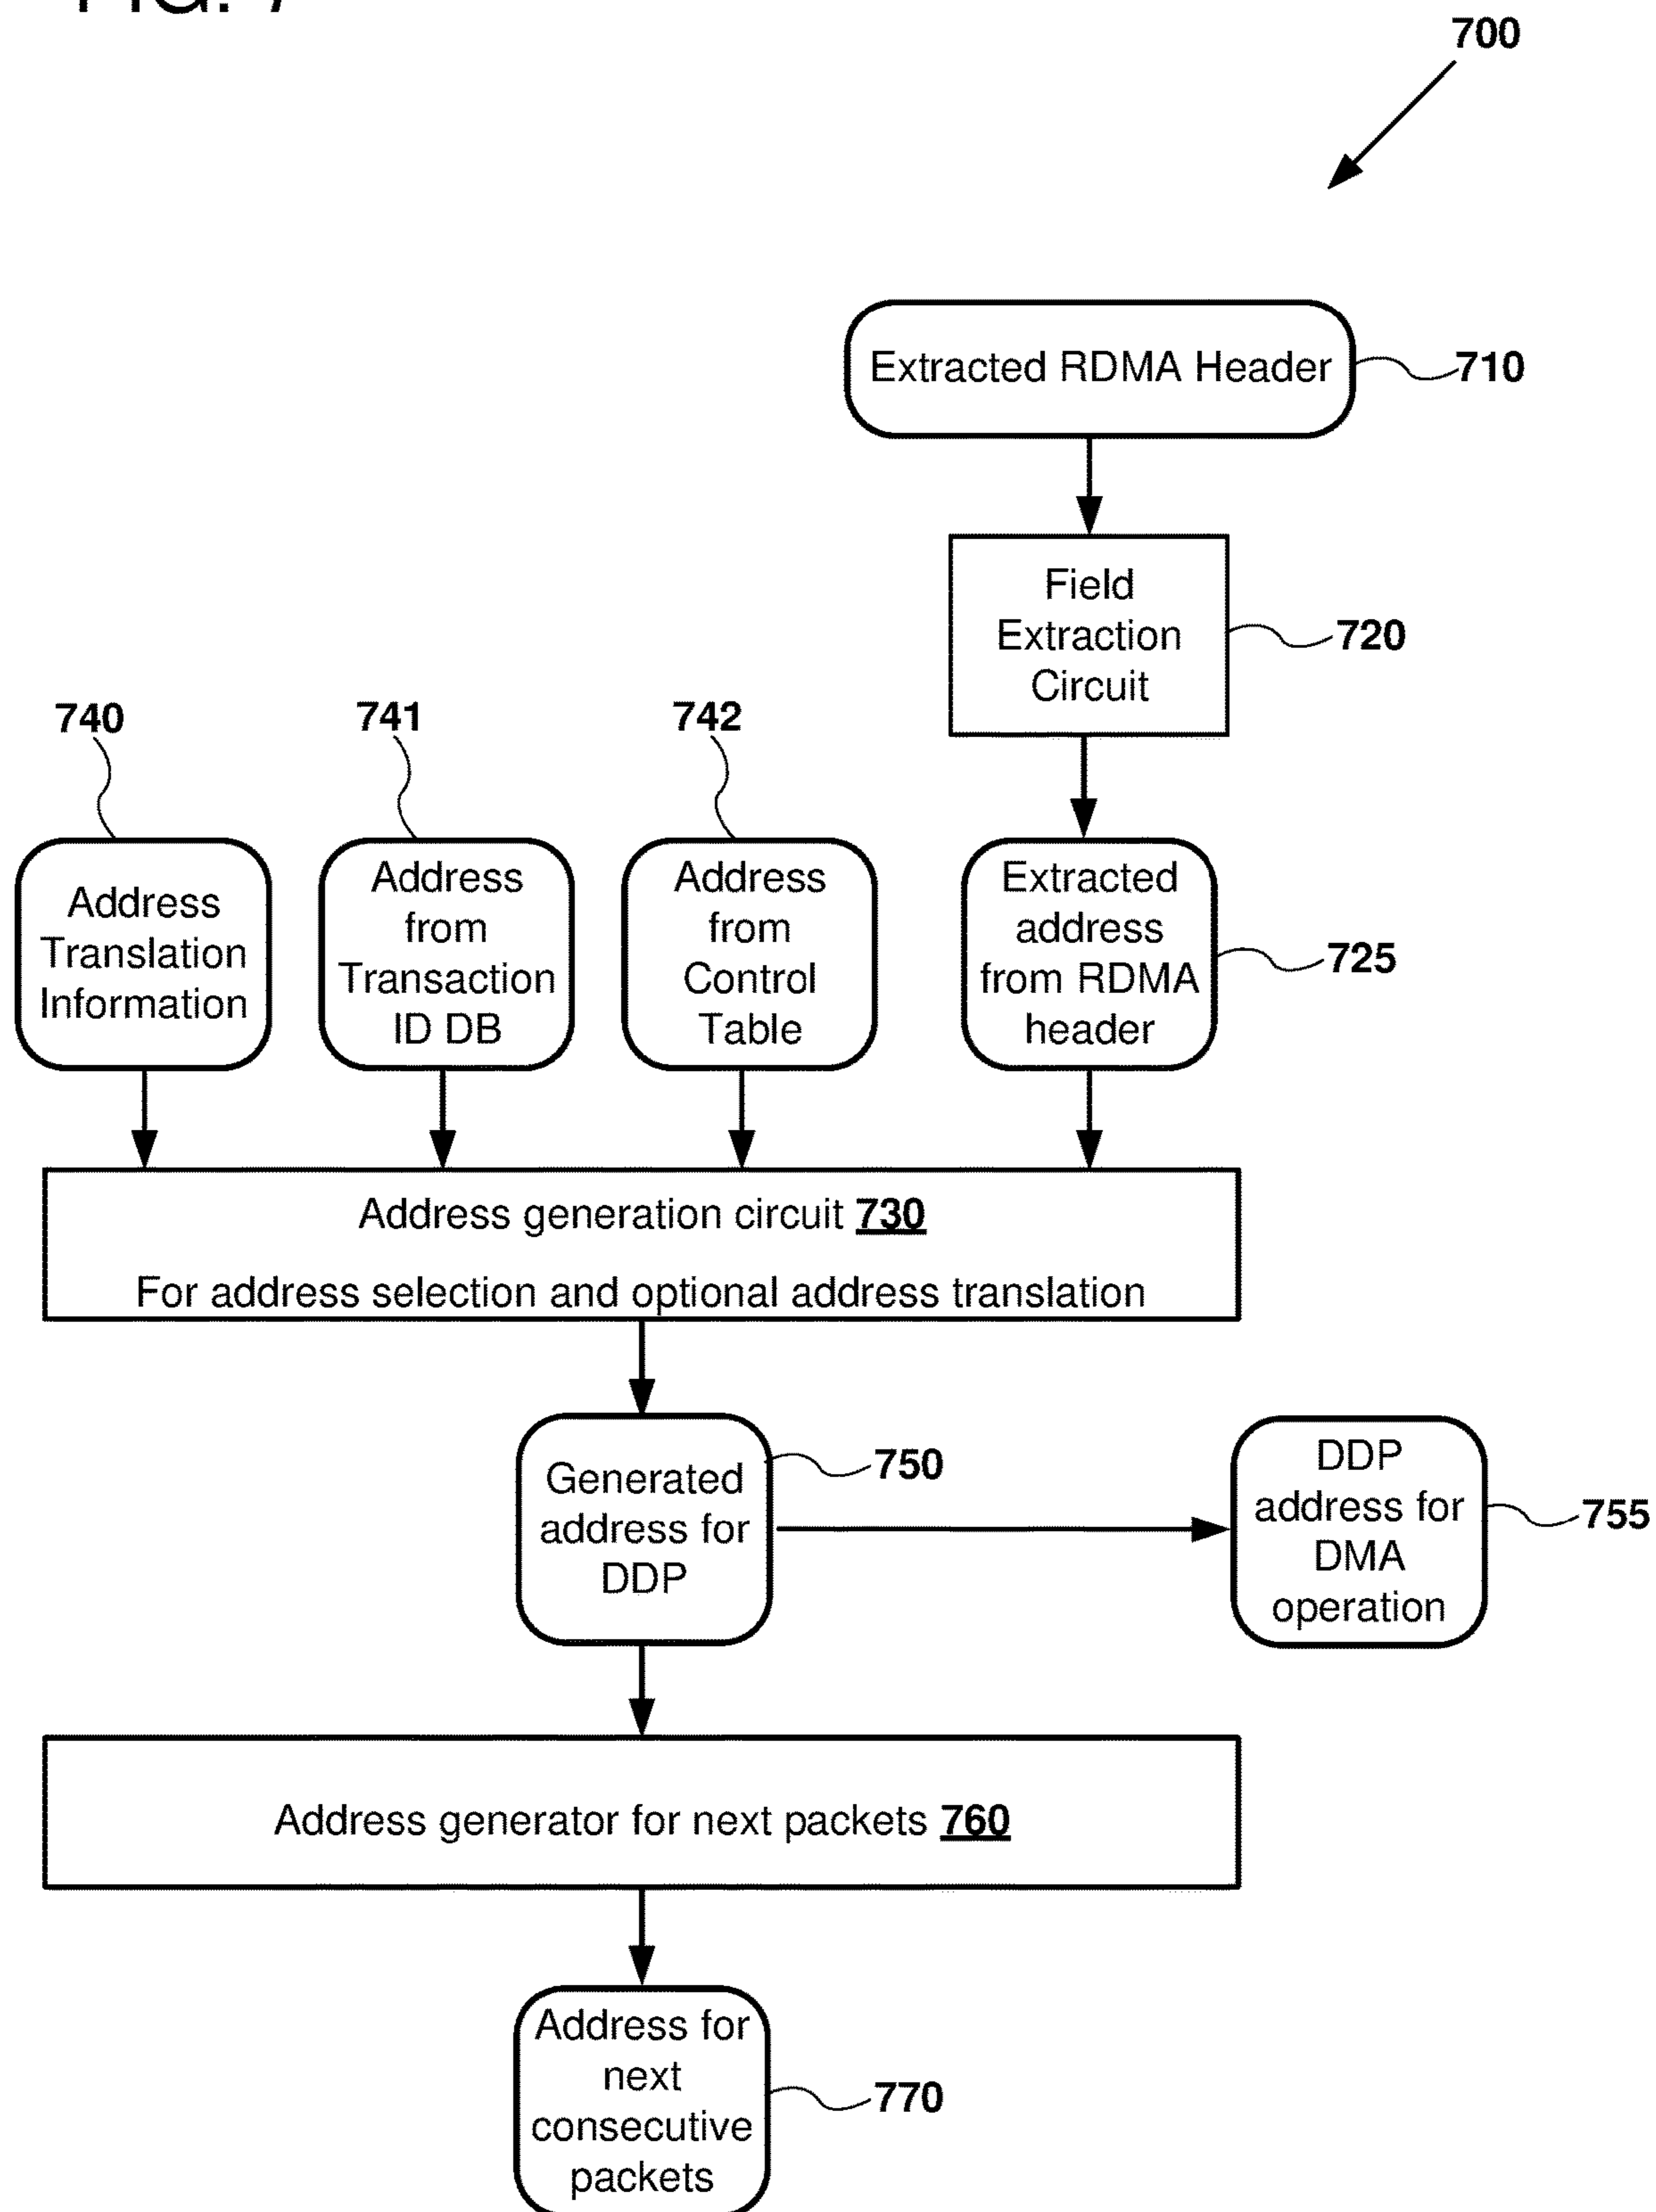 FIG. 7
700
Extracted RDMA Header
710
Field
Extraction
Circuit
720
740
741
742
Address
Translation
Information
Address
from
Transaction
ID DB
Address
from
Control
Table
Extracted
address
from RDMA
header
725
Address generation circuit 730
For address selection and optional address translation
Generated
address for
DDP
750
DDP
address for
DMA
operation
755
Address generator for next packets 760
Address for
next
consecutive
packets
770